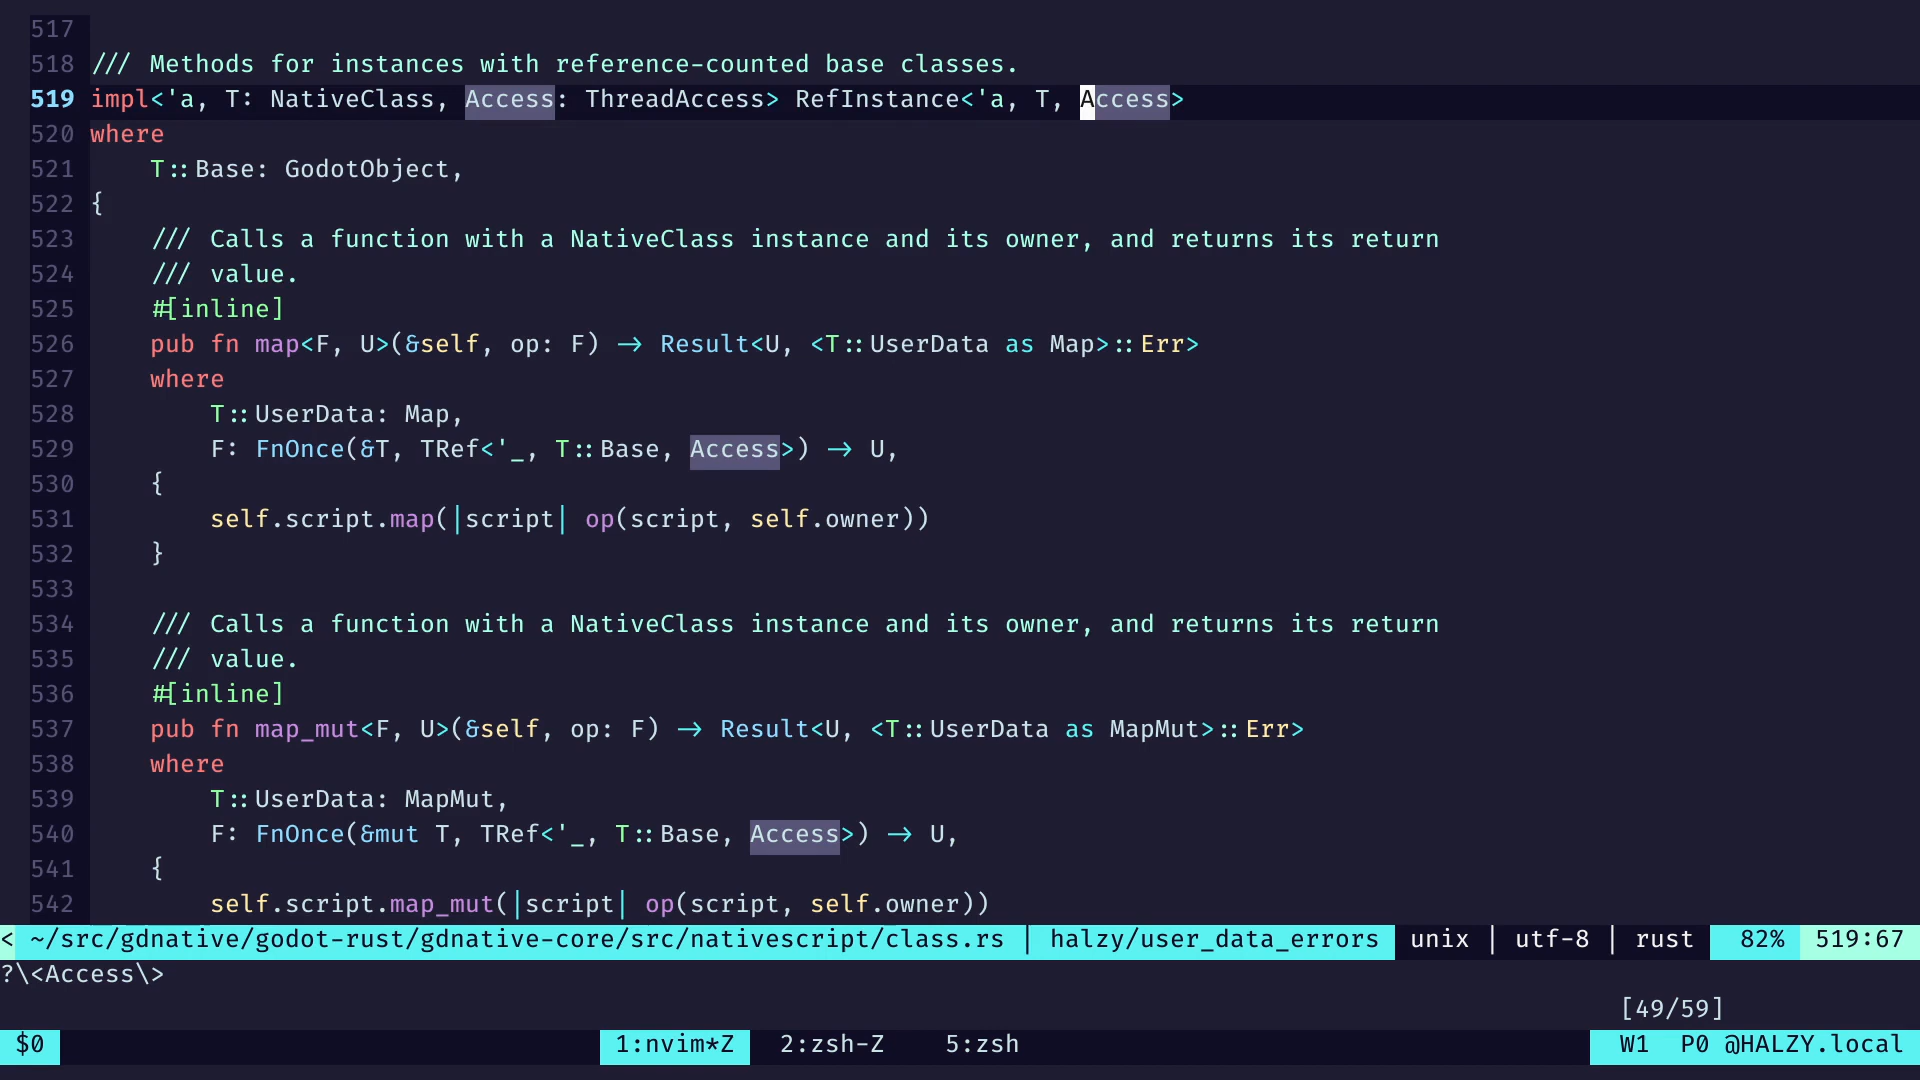 517
518 /// Methods for instances with reference-counted base classes.
519 impl<'a, T: NativeClass, Access: ThreadAccess> RefInstance<'a, T, Access>
520 where
521     T::Base: GodotObject,
522 {
523     /// Calls a function with a NativeClass instance and its owner, and returns its return
524     /// value.
525     #[inline]
526     pub fn map<F, U>(&self, op: F) -> Result<U, <T::UserData as Map>::Err>
527     where
528         T::UserData: Map,
529         F: FnOnce(&T, TRef<'_, T::Base, Access>) -> U,
530     {
531         self.script.map(|script| op(script, self.owner))
532     }
533
534     /// Calls a function with a NativeClass instance and its owner, and returns its return
535     /// value.
536     #[inline]
537     pub fn map_mut<F, U>(&self, op: F) -> Result<U, <T::UserData as MapMut>::Err>
538     where
539         T::UserData: MapMut,
540         F: FnOnce(&mut T, TRef<'_, T::Base, Access>) -> U,
541     {
542         self.script.map_mut(|script| op(script, self.owner))
< ~/src/gdnative/godot-rust/gdnative-core/src/nativescript/class.rs | halzy/user_data_errors unix | utf-8 | rust 82% 519:67
?\<Access\>
[49/59]
$0 1:nvim*Z 2:zsh-Z 5:zsh W1 P0 @HALZY.local